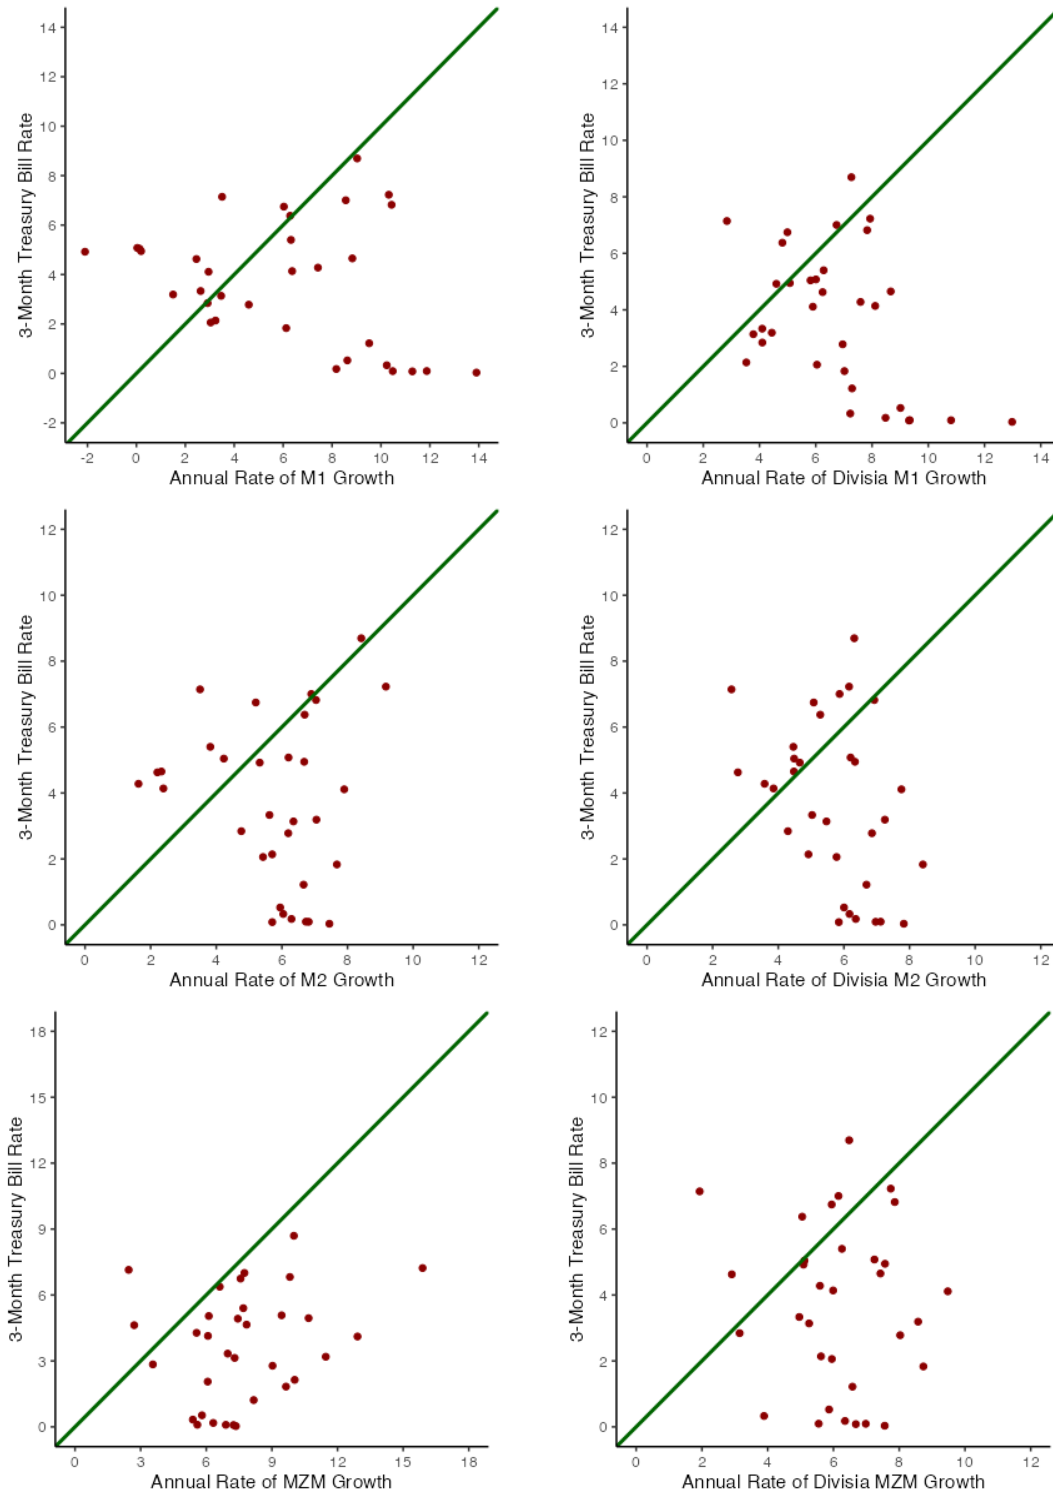 3-Month Treasury Bill Rate
14
12
10
8
6
4
2
0
-2
-2 0 2 4 6 8 10 12 14
Annual Rate of M1 Growth
3-Month Treasury Bill Rate
14
12
10
8
6
4
2
0
0 2 4 6 8 10 12 14
Annual Rate of Divisia M1 Growth
3-Month Treasury Bill Rate
12
10
8
6
4
2
0
0 2 4 6 8 10 12
Annual Rate of M2 Growth
3-Month Treasury Bill Rate
12
10
8
6
4
2
0
0 2 4 6 8 10 12
Annual Rate of Divisia M2 Growth
3-Month Treasury Bill Rate
18
15
12
9
6
3
0
0 3 6 9 12 15 18
Annual Rate of MZM Growth
3-Month Treasury Bill Rate
12
10
8
6
4
2
0
0 2 4 6 8 10 12
Annual Rate of Divisia MZM Growth